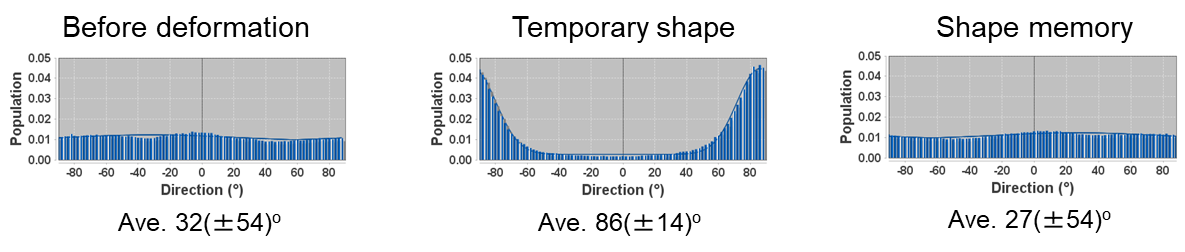 Before deformation
Population
0.05
0.04
0.03
0.02
0.01
0.00
-80 -60 -40 -20 0 20 40 60 80
Direction (°)
Ave. 32(±54)º
Temporary shape
Population
0.05
0.04
0.03
0.02
0.01
0.00
-80 -60 -40 -20 0 20 40 60 80
Direction (°)
Ave. 86(±14)º
Shape memory
Population
0.05
0.04
0.03
0.02
0.01
0.00
-80 -60 -40 -20 0 20 40 60 80
Direction (°)
Ave. 27(±54)º